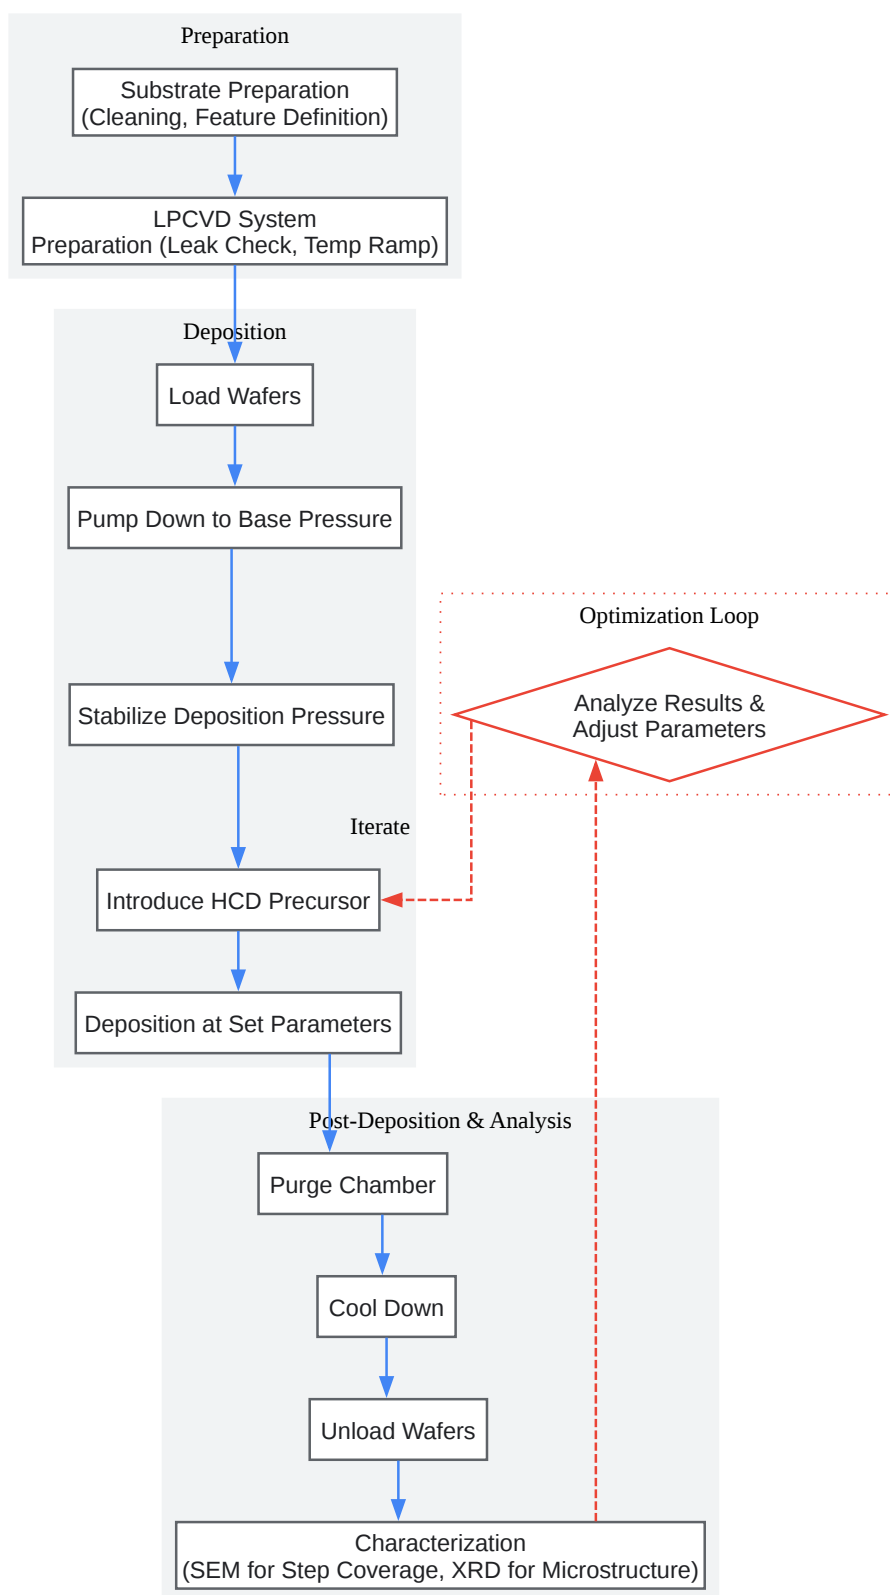 Preparation
Substrate Preparation
(Cleaning, Feature Definition)
LPCVD System
Preparation (Leak Check, Temp Ramp)
Deposition
Load Wafers
Pump Down to Base Pressure
Optimization Loop
Analyze Results &
Adjust Parameters
Stabilize Deposition Pressure
Iterate
Introduce HCD Precursor
Deposition at Set Parameters
Post-Deposition & Analysis
Purge Chamber
Cool Down
Unload Wafers
Characterization
(SEM for Step Coverage, XRD for Microstructure)